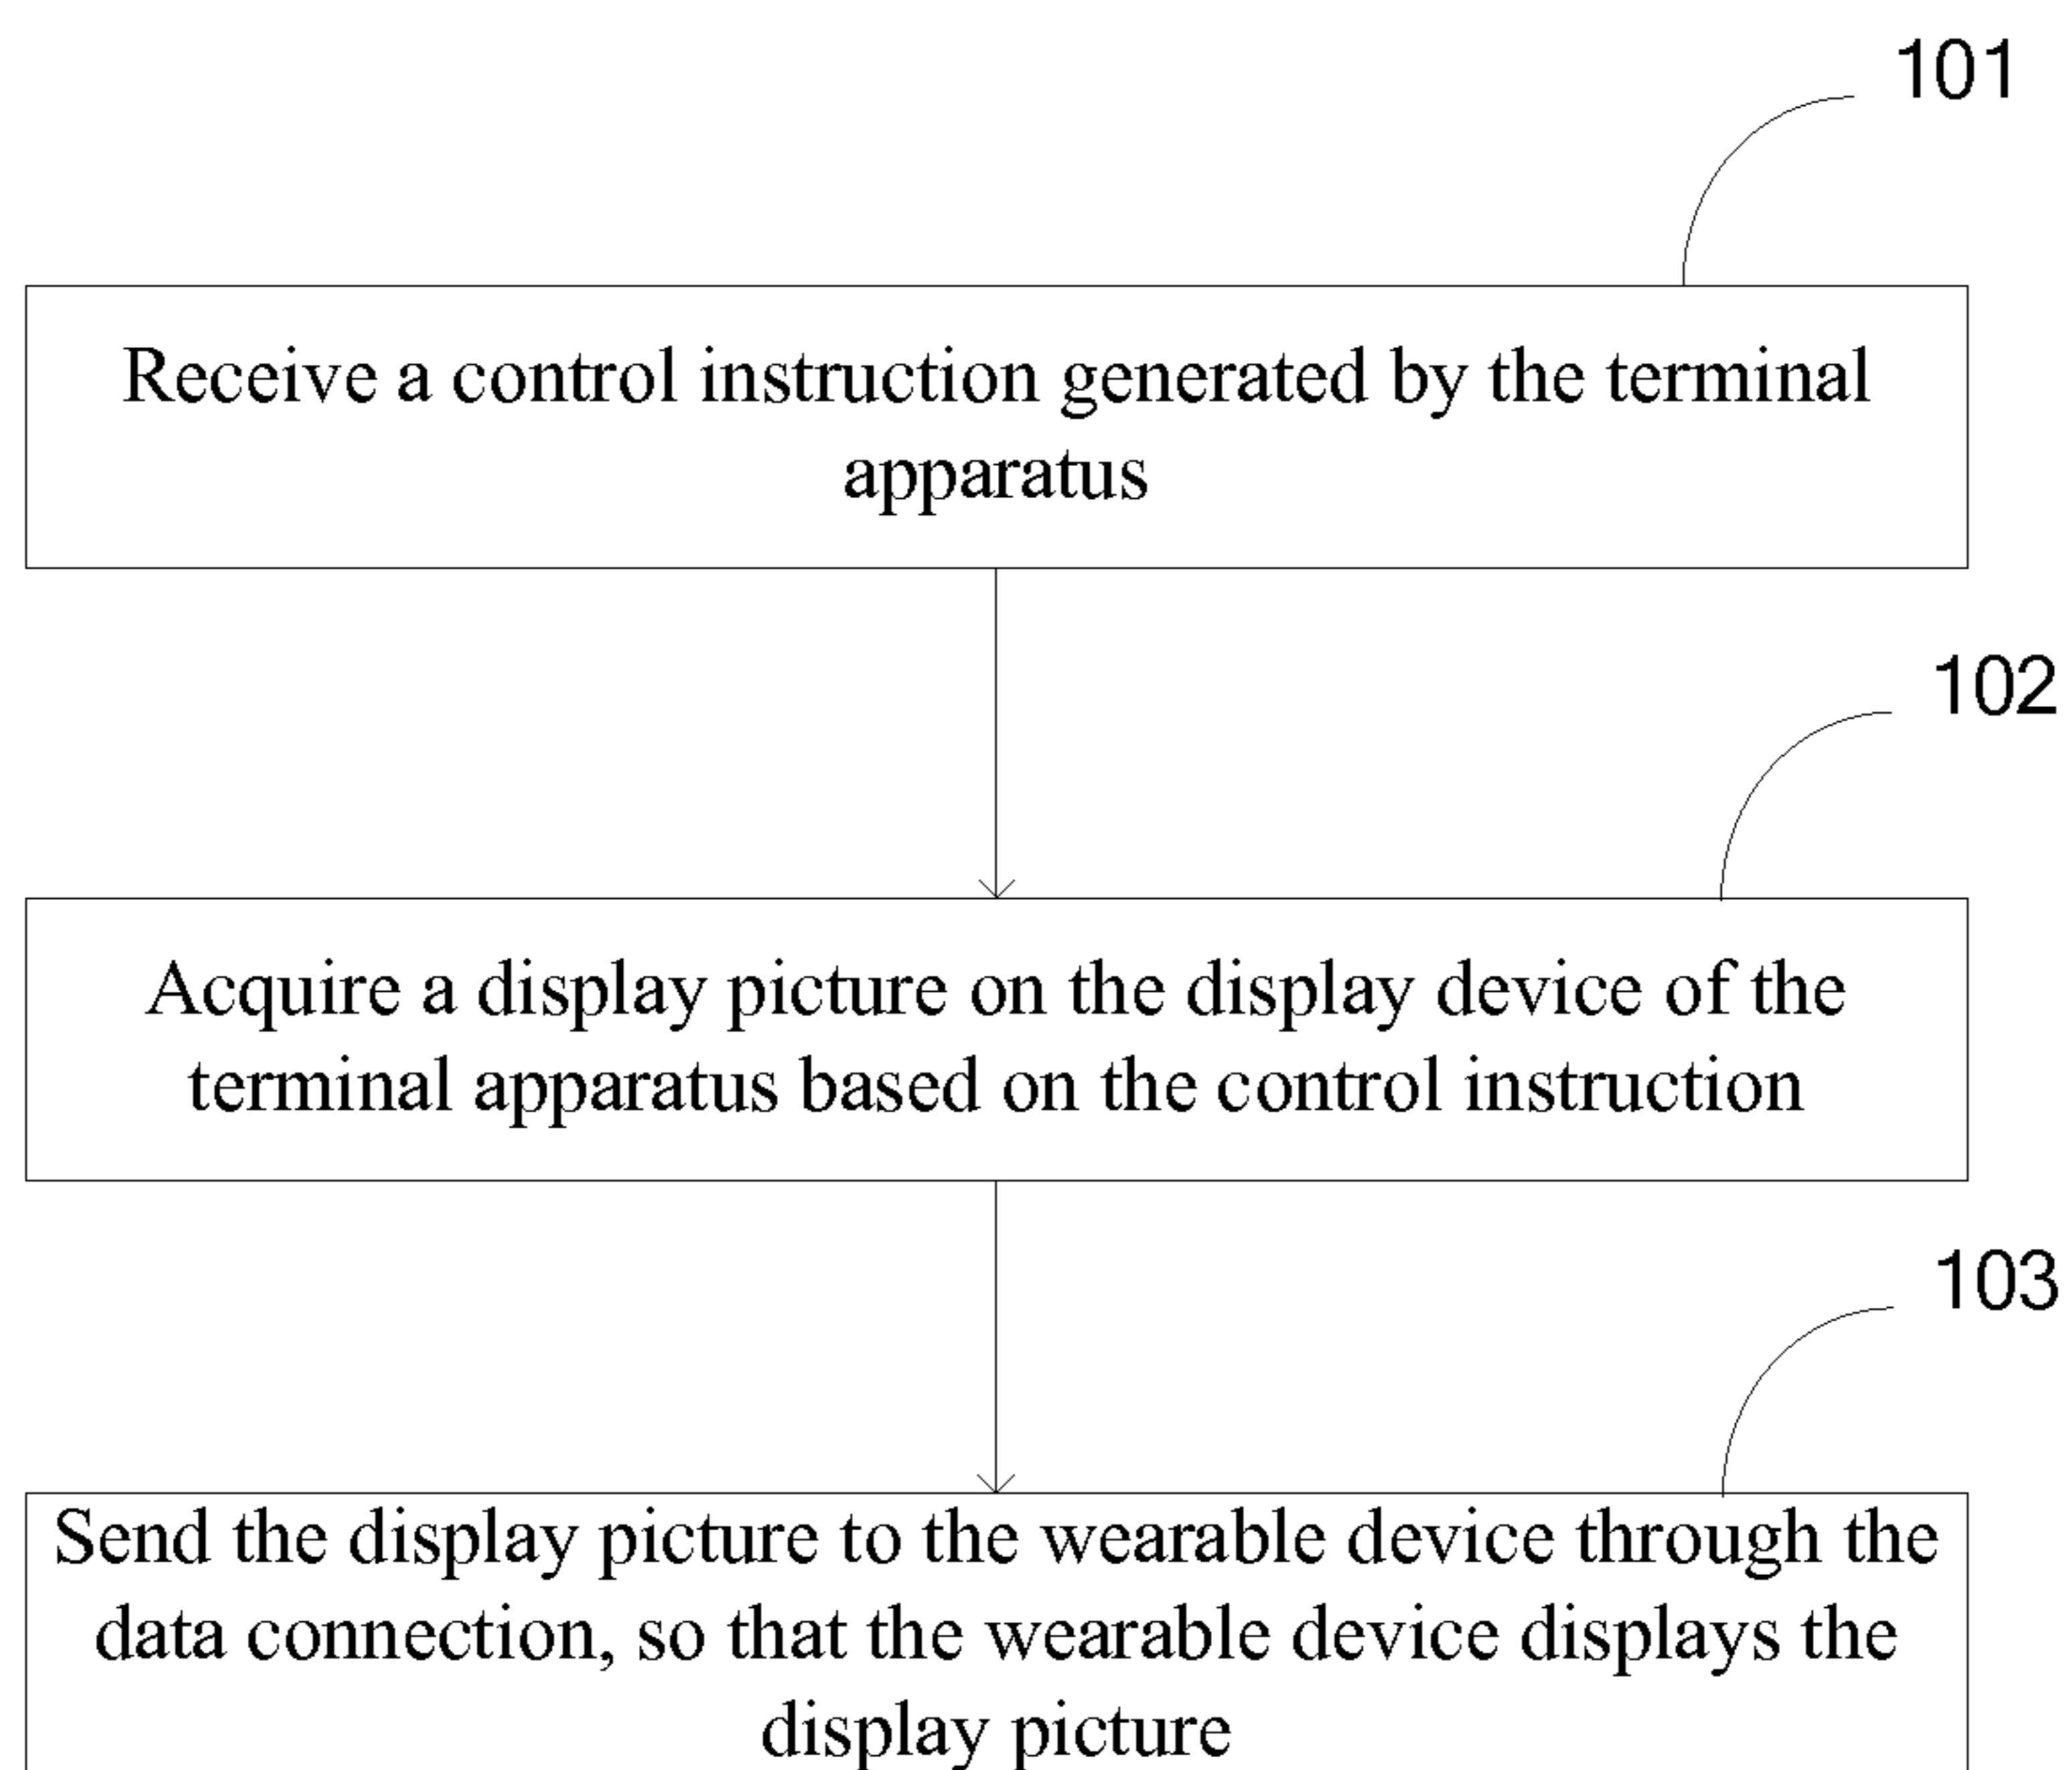 101
Receive a control instruction generated by the terminal
apparatus
102
Acquire a display picture on the display device of the
terminal apparatus based on the control instruction
103
Send the display picture to the wearable device through the
data connection, so that the wearable device displays the
display picture